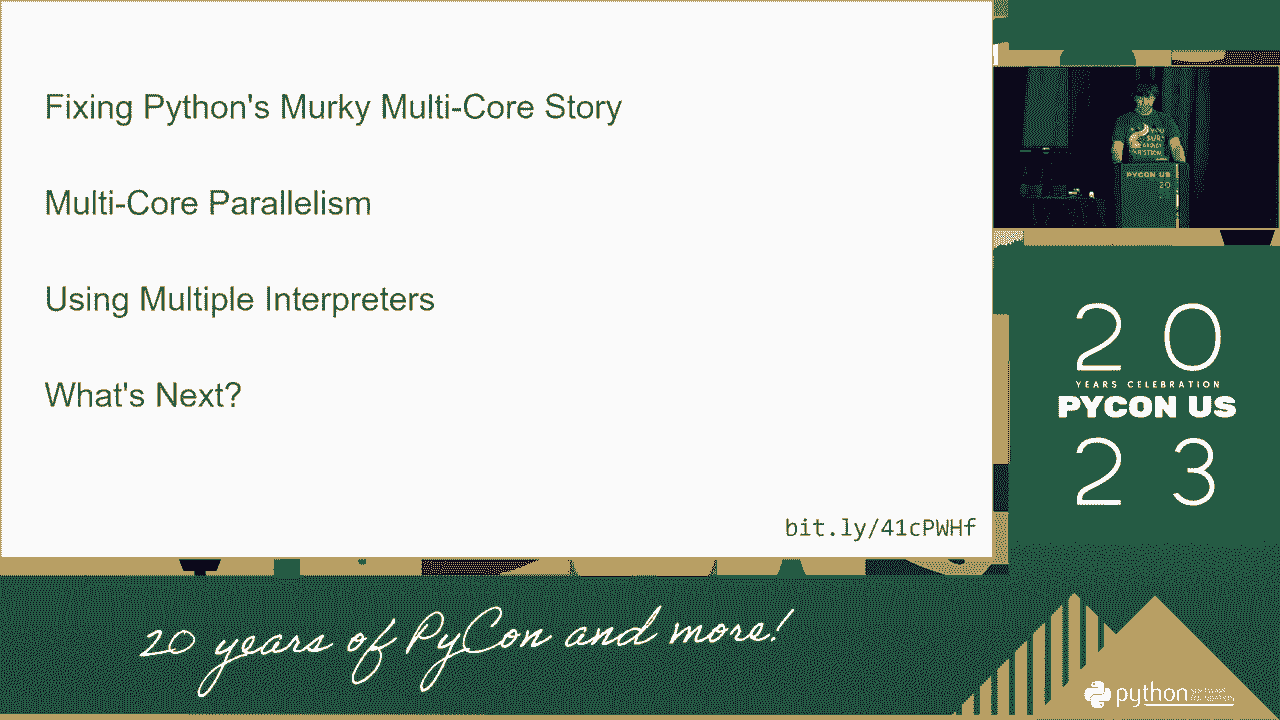 Fixing Python's Murky Multi-Core Story
Multi-Core Parallelism
Using Multiple Interpreters
What's Next?
bit.ly/41cPWHf
PYCON US
20
20
YEARS CELEBRATION
PYCON US
23
20 years of PyCon and more!
python